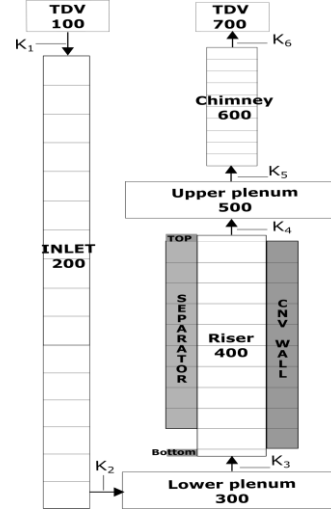 TDV
100
K1
INLET
200
K2
TDV
700
K6
Chimney
600
K5
Upper plenum
500
K4
TOP
SEPARATOR
Riser
400
CNV WALL
Bottom
K3
Lower plenum
300